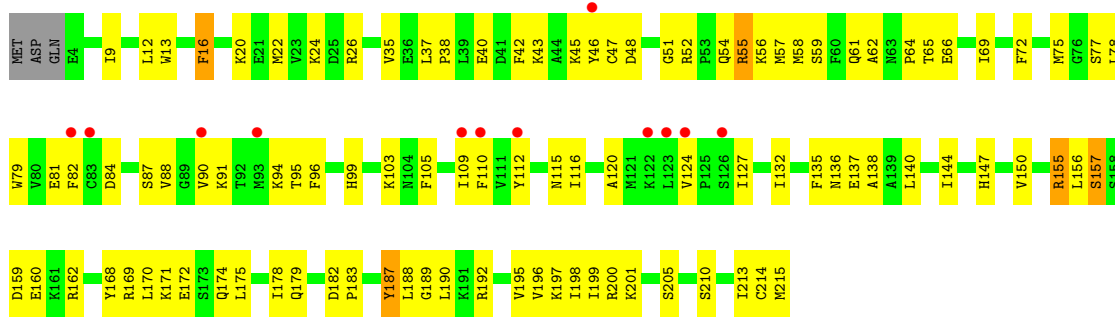 MET ASP GLN E4 I9 L12 W13 F16 K20 E21 M22 V23 K24 D25 R26 V35 E36 L37 P38 L39 E40 D41 F42 K43 A44 K45 Y46 C47 D48 G51 R52 P53 Q54 R55 K56 M57 M58 S59 F60 Q61 A62 N63 P64 T65 E66 I69 F72 M75 G76 S77 L78
W79 V80 E81 F82 C83 D84 S87 V88 G89 V90 K91 T92 M93 K94 T95 F96 H99 K103 N104 F105 I109 F110 V111 Y112 N115 I116 A120 M121 K122 L123 V124 P125 S126 I127 I132 F135 N136 E137 A138 A139 L140 I144 H147 V150 R155 L156 S157 S158
D159 E160 K161 R162 Y168 R169 L170 K171 E172 S173 Q174 L175 I178 Q179 D182 P183 Y187 L188 G189 L190 K191 R192 V195 V196 K197 I198 I199 R200 K201 S205 S210 I213 C214 M215